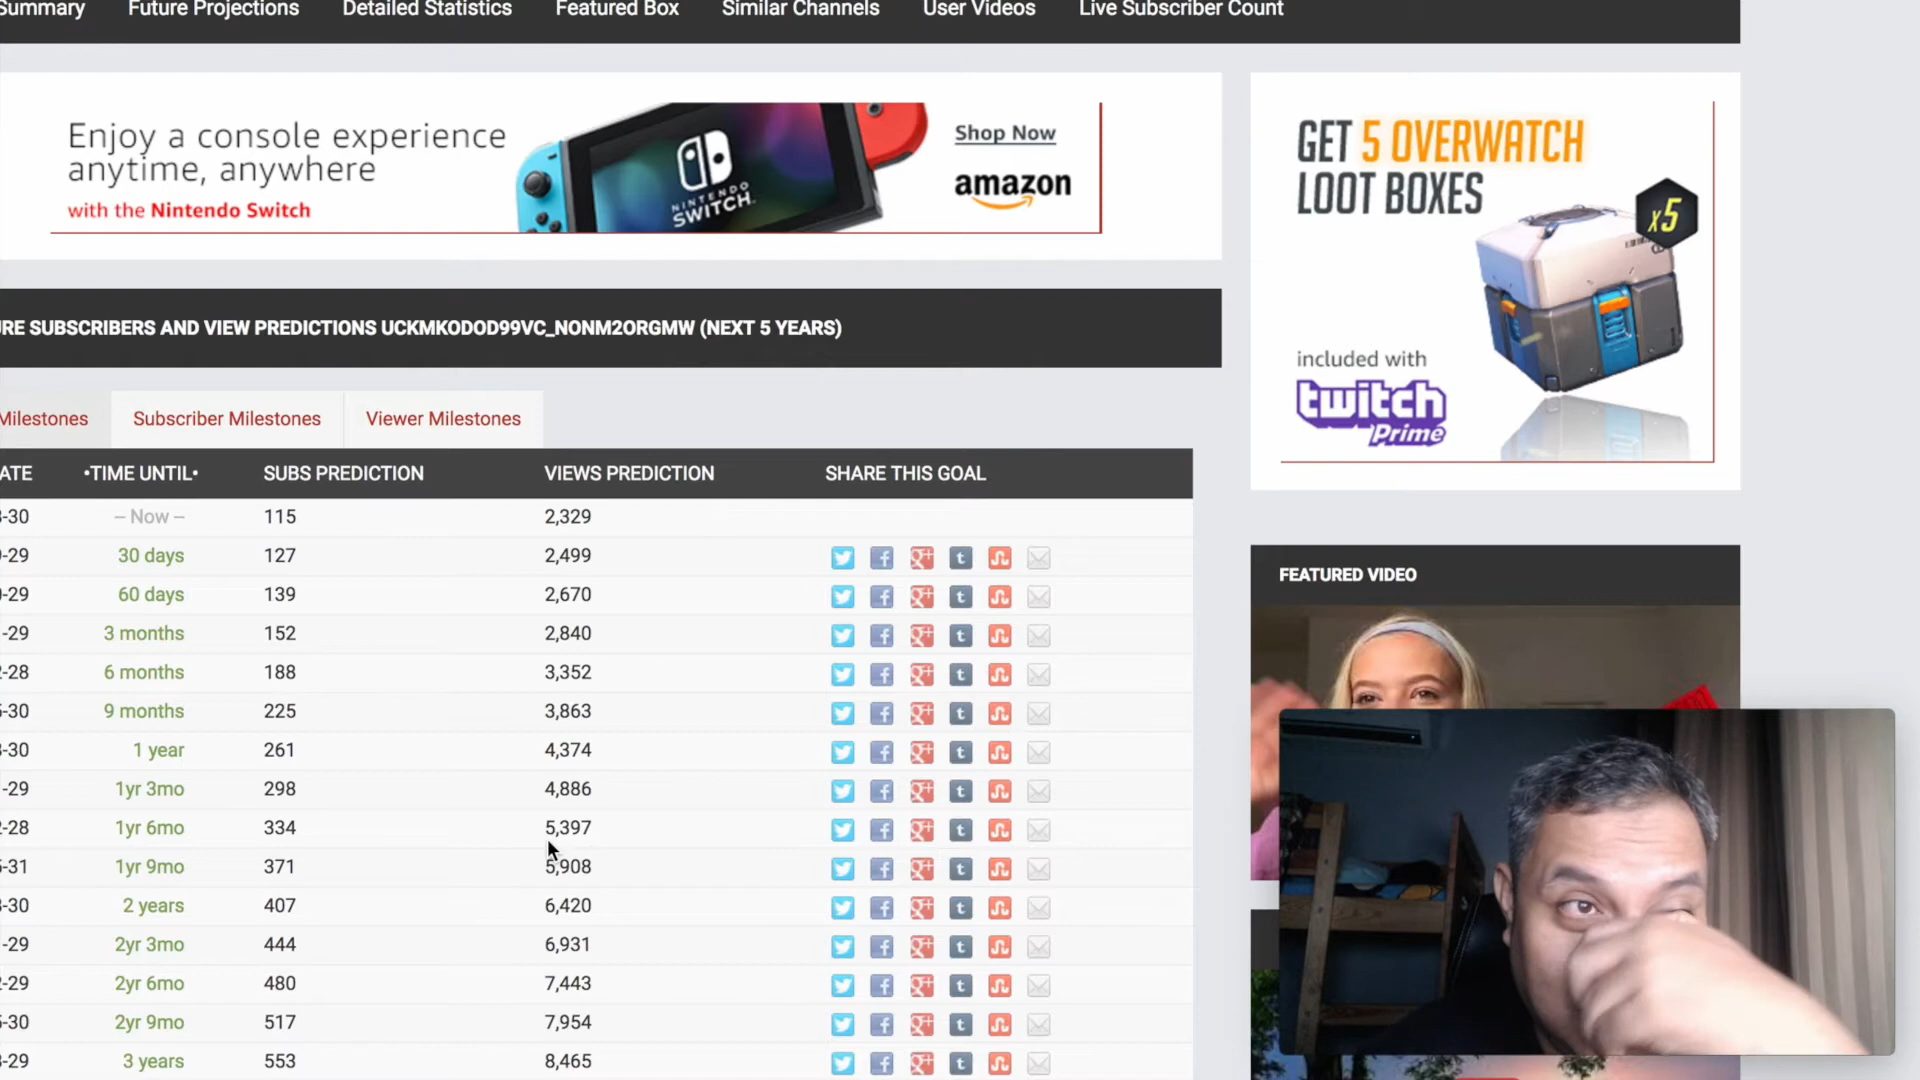 Summary Future Projections Detailed Statistics Featured Box Similar Channels User Videos Live Subscriber Count
Enjoy a console experience
anytime, anywhere
with the Nintendo Switch
NINTENDO
SWITCH
Shop Now
amazon
GET 5 OVERWATCH
LOOT BOXES
x5
included with
twitch
Prime
URE SUBSCRIBERS AND VIEW PREDICTIONS UCKMKODOD99VC_NONM2ORGMW (NEXT 5 YEARS)
Milestones Subscriber Milestones Viewer Milestones
ATE •TIME UNTIL• SUBS PREDICTION VIEWS PREDICTION SHARE THIS GOAL
-30 – Now – 115 2,329
-29 30 days 127 2,499
-29 60 days 139 2,670
-29 3 months 152 2,840
-28 6 months 188 3,352
-30 9 months 225 3,863
-30 1 year 261 4,374
-29 1yr 3mo 298 4,886
-28 1yr 6mo 334 5,397
-31 1yr 9mo 371 5,908
-30 2 years 407 6,420
-29 2yr 3mo 444 6,931
-29 2yr 6mo 480 7,443
-30 2yr 9mo 517 7,954
-29 3 years 553 8,465
FEATURED VIDEO